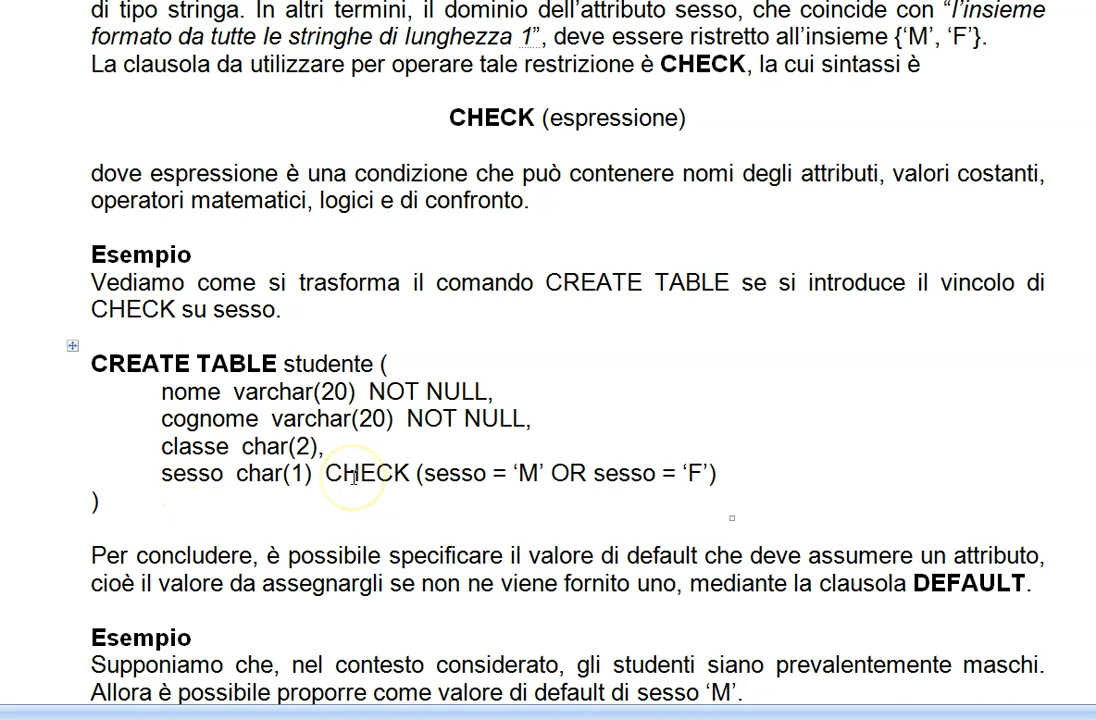 di tipo stringa. In altri termini, il dominio dell’attributo sesso, che coincide con “l’insieme
formato da tutte le stringhe di lunghezza 1”, deve essere ristretto all’insieme {‘M’, ‘F’}.
La clausola da utilizzare per operare tale restrizione è CHECK, la cui sintassi è
CHECK (espressione)
dove espressione è una condizione che può contenere nomi degli attributi, valori costanti,
operatori matematici, logici e di confronto.
Esempio
Vediamo come si trasforma il comando CREATE TABLE se si introduce il vincolo di
CHECK su sesso.
CREATE TABLE studente (
nome varchar(20) NOT NULL,
cognome varchar(20) NOT NULL,
classe char(2),
sesso char(1) CHECK (sesso = ‘M’ OR sesso = ‘F’)
)
Per concludere, è possibile specificare il valore di default che deve assumere un attributo,
cioè il valore da assegnargli se non ne viene fornito uno, mediante la clausola DEFAULT.
Esempio
Supponiamo che, nel contesto considerato, gli studenti siano prevalentemente maschi.
Allora è possibile proporre come valore di default di sesso ‘M’.